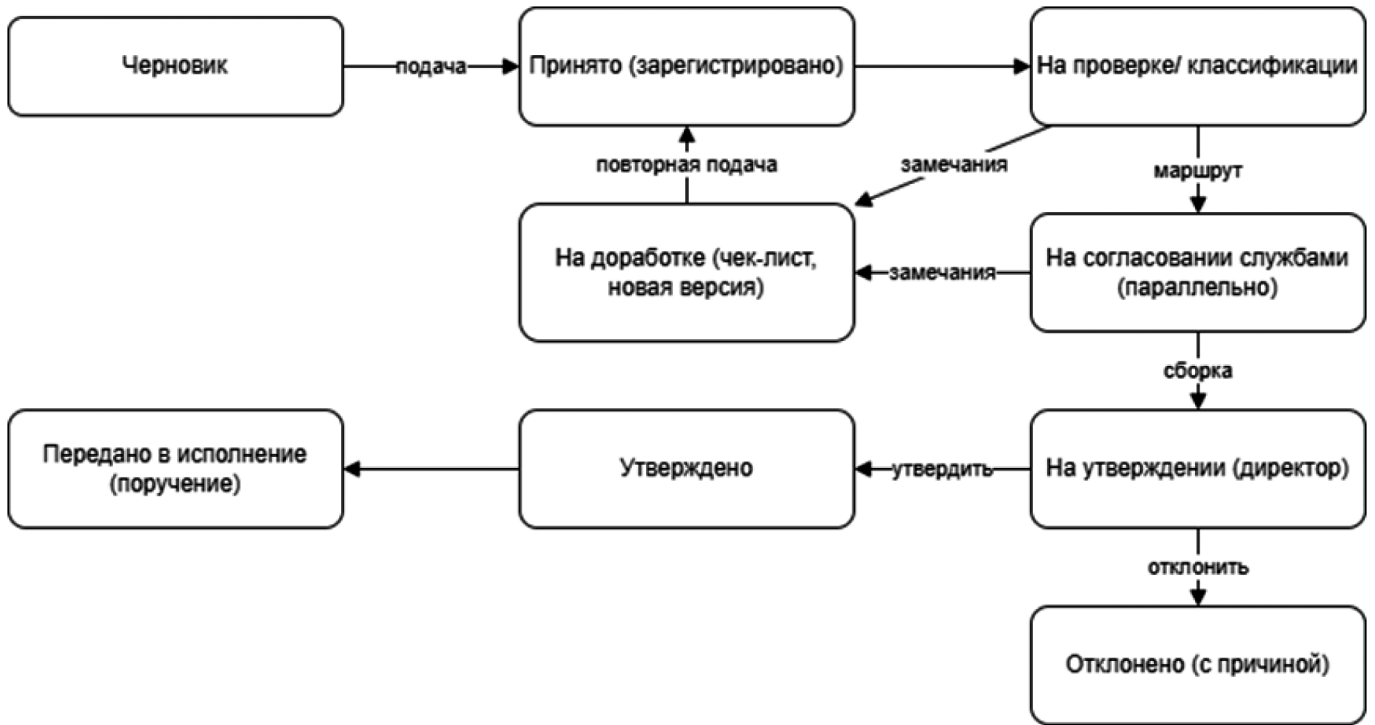 Черновик
подача
Принято (зарегистрировано)
На проверке/ классификации
повторная подача
замечания
маршрут
На доработке (чек-лист,
новая версия)
замечания
На согласовании службами
(параллельно)
сборка
Передано в исполнение
(поручение)
Утверждено
утвердить
На утверждении (директор)
отклонить
Отклонено (с причиной)